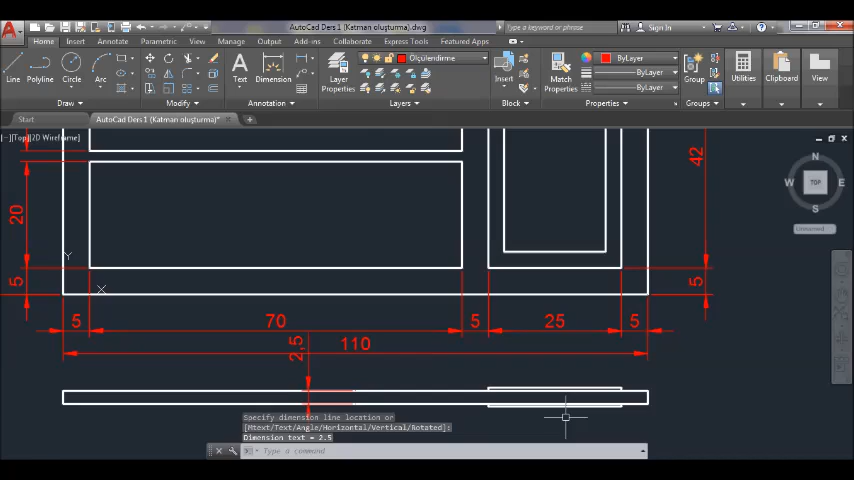 AutoCad Ders 1 (Katman oluşturma).dwg
Type a keyword or phrase
Sign In
Home Insert Annotate Parametric View Manage Output Add-ins Collaborate Express Tools Featured Apps
Line Polyline Circle Arc
Text Dimension
Layer Properties
Ölçülendirme
Insert
Match Properties
ByLayer
ByLayer
ByLayer
Group
Utilities
Clipboard
View
Draw Modify Annotation Layers Block Properties Groups
Start AutoCad Ders 1 (Katman oluşturma)*
[−][Top][2D Wireframe]
N
W TOP E
S
Unnamed
42
20
Y
5 X 5
5 70 5 25 5
2,5 110
Specify dimension line location or
[Mtext/Text/Angle/Horizontal/Vertical/Rotated]:
Dimension text = 2.5
Type a command